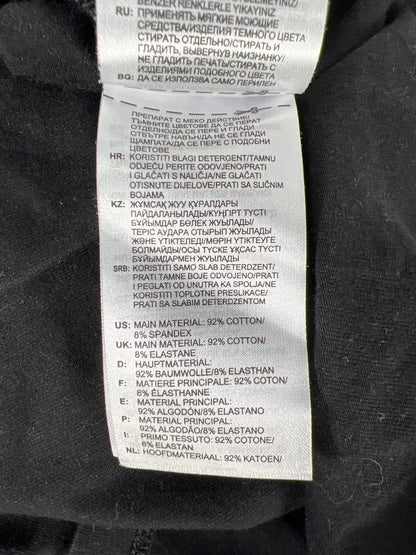 BENZER RENKLERLE YIKAYINIZ
RU: ПРИМЕНЯТЬ МЯГКИЕ МОЮЩИЕ
СРЕДСТВА/ИЗДЕЛИЯ ТЕМНОГО ЦВЕТА
СТИРАТЬ ОТДЕЛЬНО/СТИРАТЬ И
ГЛАДИТЬ, ВЫВЕРНУВ НАИЗНАНКУ/
НЕ ГЛАДИТЬ ПЕЧАТЬ/СТИРАТЬ С
ИЗДЕЛИЯМИ ПОДОБНОГО ЦВЕТА
BG: ДА СЕ ИЗПОЛЗВА САМО ПЕРИЛЕН
ПРЕПАРАТ С МЕКО ДЕЙСТВИЕ/
ТЪМНИТЕ ЦВЕТОВЕ ДА СЕ ПЕРАТ
ОТДЕЛНО/ДА СЕ ПЕРЕ И ГЛАДИ
ОТВЪТРЕ НАВЪН/ДА НЕ СЕ ГЛАДИ
ЩАМПАТА/ДА СЕ ПЕРЕ С ПОДОБНИ
ЦВЕТОВЕ
HR: KORISTITI BLAGI DETERGENT/TAMNU
ODJEĆU PERITE ODVOJENO/PRATI
I GLAČATI S NALIČJA/NE GLAČATI
OTISNUTE DIJELOVE/PRATI SA SLIČNIM
BOJAMA
KZ: ЖҰМСАҚ ЖУУ ҚҰРАЛДАРЫ
ПАЙДАЛАНЫЛАДЫ/КҮҢГІРТ ТҮСТІ
БҰЙЫМДАР БӨЛЕК ЖУЫЛАДЫ/
ТЕРІС АУДАРА ОТЫРЫП ЖУЫЛАДЫ
ЖӘНЕ ҮТІКТЕЛЕДІ/МӨРІН ҮТІКТЕУГЕ
БОЛМАЙДЫ/ТҮСІ ҰҚСАС ТҮСТІ
БҰЙЫМДАРМЕН ЖУЫЛАДЫ
SRB: KORISTITI SAMO SLAB DETERDZENT/
PRATI TAMNE BOJE ODVOJENO/PRATI
I PEGLATI OD UNUTRA KA SPOLJA/NE
KORISTITI TOPLOTNE PRESLIKACE/
PRATI SA SLABIM DETERDZENTOM
US: MAIN MATERIAL: 92% COTTON/
8% SPANDEX
UK: MAIN MATERIAL: 92% COTTON/
8% ELASTANE
D: HAUPTMATERIAL:
92% BAUMWOLLE/8% ELASTHAN
F: MATIERE PRINCIPALE: 92% COTON/
8% ÉLASTHANNE
E: MATERIAL PRINCIPAL:
92% ALGODÓN/8% ELASTANO
P: MATERIAL PRINCIPAL:
92% ALGODÃO/8% ELASTANO
I: PRIMO TESSUTO: 92% COTONE/
8% ELASTAN
NL: HOOFDMATERIAAL: 92% KATOEN/